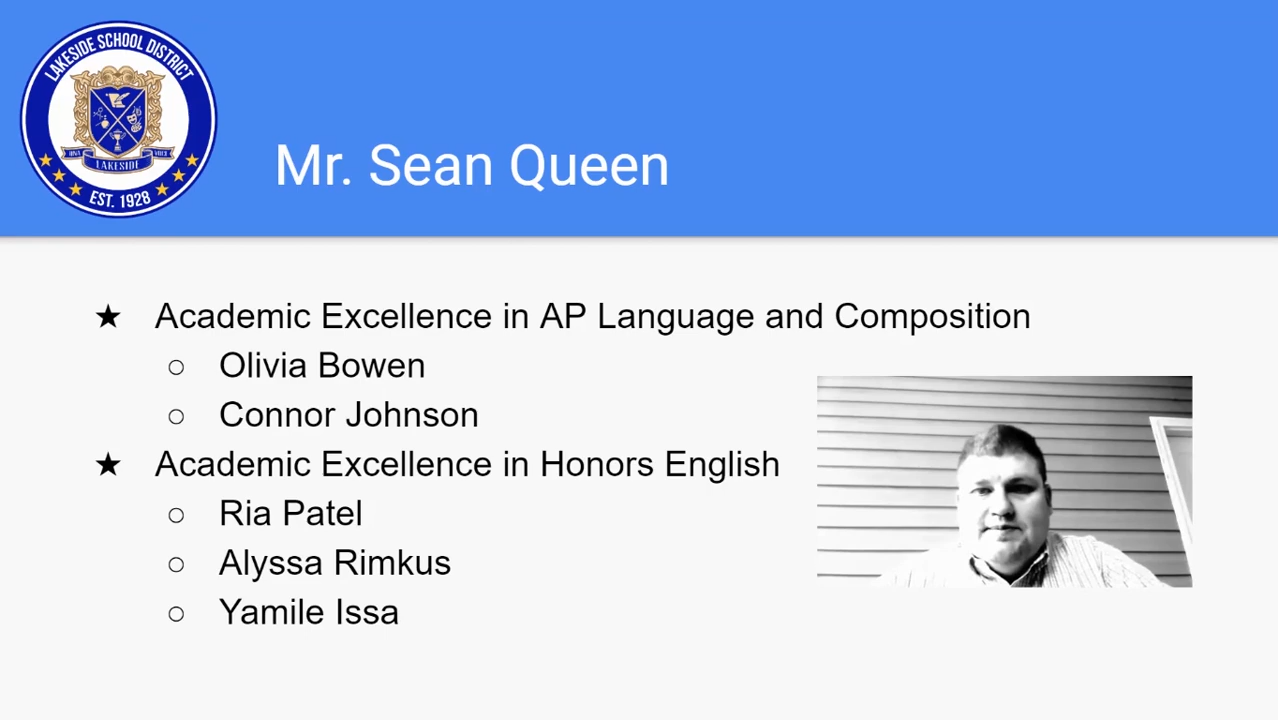 LAKESIDE SCHOOL DISTRICT
LAKESIDE
EST. 1928
Mr. Sean Queen
★ Academic Excellence in AP Language and Composition
○ Olivia Bowen
○ Connor Johnson
★ Academic Excellence in Honors English
○ Ria Patel
○ Alyssa Rimkus
○ Yamile Issa